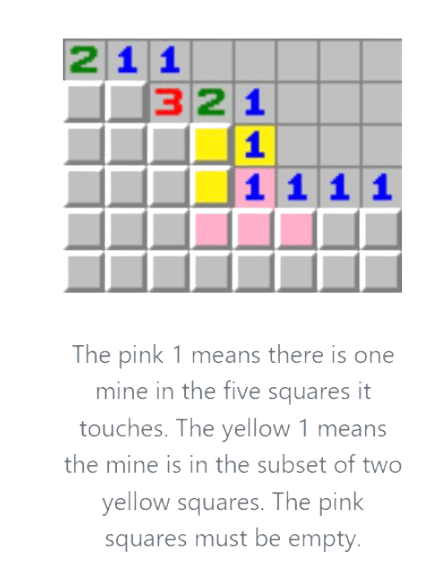 2 1 1
3 2 1
1
1 1 1 1
The pink 1 means there is one
mine in the five squares it
touches. The yellow 1 means
the mine is in the subset of two
yellow squares. The pink
squares must be empty.